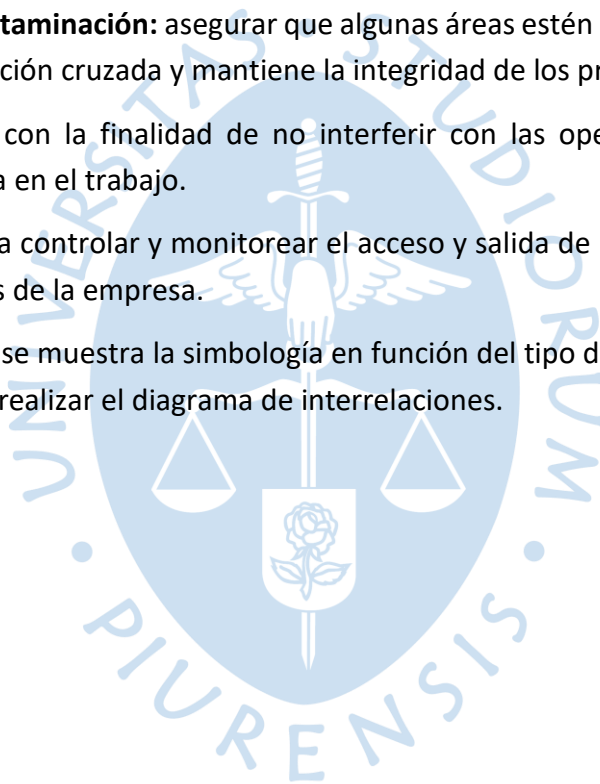 taminación: asegurar que algunas áreas estén
ción cruzada y mantiene la integridad de los pr
con la finalidad de no interferir con las ope
a en el trabajo.
a controlar y monitorear el acceso y salida de
s de la empresa.
se muestra la simbología en función del tipo d
realizar el diagrama de interrelaciones.
UNIVERSITAS · STUDIORUM · PIURENSIS